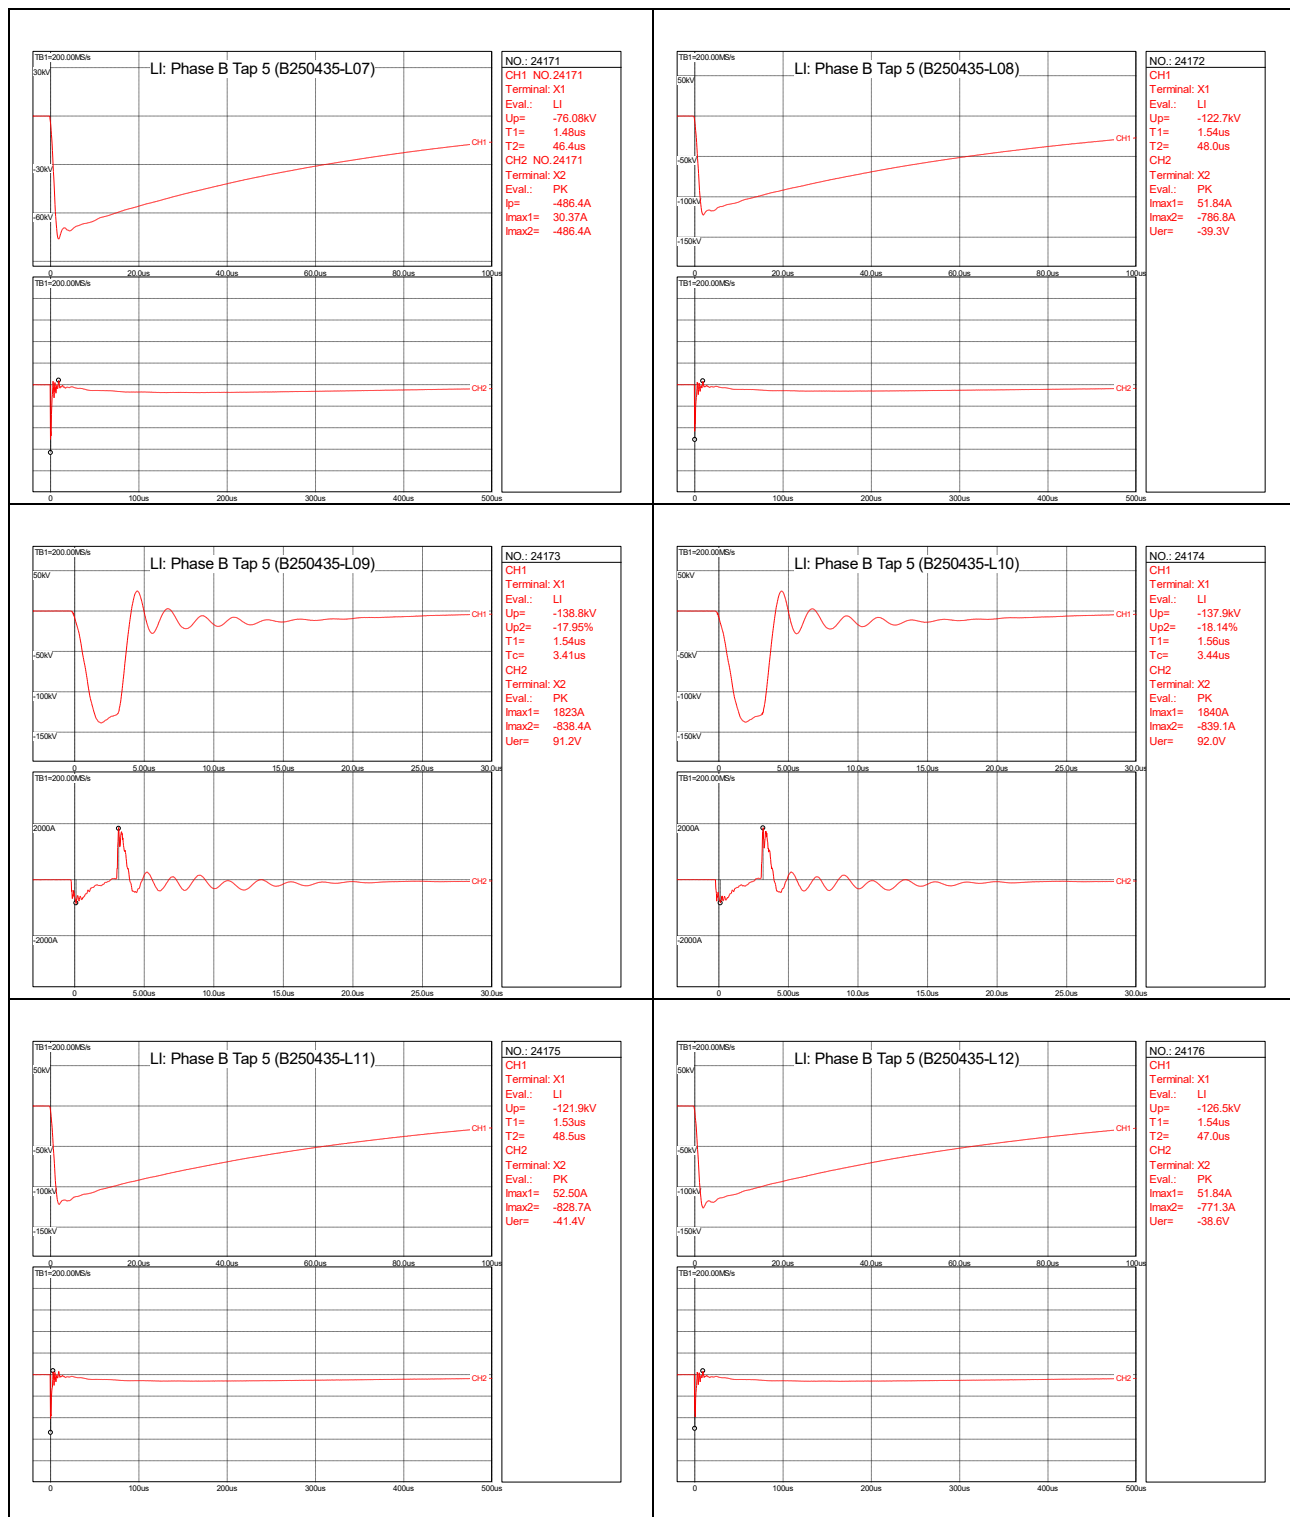 TB1=200.00MS/s
LI: Phase B Tap 5 (B250435-L07)
30kV
-30kV
-60kV
CH1
0 20.0us 40.0us 60.0us 80.0us 100us
TB1=200.00MS/s
CH2
0 100us 200us 300us 400us 500us
NO.: 24171
CH1 NO.24171
Terminal: X1
Eval.: LI
Up= -76.08kV
T1= 1.48us
T2= 46.4us
CH2 NO.24171
Terminal: X2
Eval.: PK
Ip= -486.4A
Imax1= 30.37A
Imax2= -486.4A
TB1=200.00MS/s
LI: Phase B Tap 5 (B250435-L08)
50kV
-50kV
-100kV
-150kV
CH1
0 20.0us 40.0us 60.0us 80.0us 100us
TB1=200.00MS/s
CH2
0 100us 200us 300us 400us 500us
NO.: 24172
CH1
Terminal: X1
Eval.: LI
Up= -122.7kV
T1= 1.54us
T2= 48.0us
CH2
Terminal: X2
Eval.: PK
Imax1= 51.84A
Imax2= -786.8A
Uer= -39.3V
TB1=200.00MS/s
LI: Phase B Tap 5 (B250435-L09)
50kV
-50kV
-100kV
-150kV
CH1
0 5.00us 10.0us 15.0us 20.0us 25.0us 30.0us
TB1=200.00MS/s
2000A
-2000A
CH2
0 5.00us 10.0us 15.0us 20.0us 25.0us 30.0us
NO.: 24173
CH1
Terminal: X1
Eval.: LI
Up= -138.8kV
Up2= -17.95%
T1= 1.54us
Tc= 3.41us
CH2
Terminal: X2
Eval.: PK
Imax1= 1823A
Imax2= -838.4A
Uer= 91.2V
TB1=200.00MS/s
LI: Phase B Tap 5 (B250435-L10)
50kV
-50kV
-100kV
-150kV
CH1
0 5.00us 10.0us 15.0us 20.0us 25.0us 30.0us
TB1=200.00MS/s
2000A
-2000A
CH2
0 5.00us 10.0us 15.0us 20.0us 25.0us 30.0us
NO.: 24174
CH1
Terminal: X1
Eval.: LI
Up= -137.9kV
Up2= -18.14%
T1= 1.56us
Tc= 3.44us
CH2
Terminal: X2
Eval.: PK
Imax1= 1840A
Imax2= -839.1A
Uer= 92.0V
TB1=200.00MS/s
LI: Phase B Tap 5 (B250435-L11)
50kV
-50kV
-100kV
-150kV
CH1
0 20.0us 40.0us 60.0us 80.0us 100us
TB1=200.00MS/s
CH2
0 100us 200us 300us 400us 500us
NO.: 24175
CH1
Terminal: X1
Eval.: LI
Up= -121.9kV
T1= 1.53us
T2= 48.5us
CH2
Terminal: X2
Eval.: PK
Imax1= 52.50A
Imax2= -828.7A
Uer= -41.4V
TB1=200.00MS/s
LI: Phase B Tap 5 (B250435-L12)
50kV
-50kV
-100kV
-150kV
CH1
0 20.0us 40.0us 60.0us 80.0us 100us
TB1=200.00MS/s
CH2
0 100us 200us 300us 400us 500us
NO.: 24176
CH1
Terminal: X1
Eval.: LI
Up= -126.5kV
T1= 1.54us
T2= 47.0us
CH2
Terminal: X2
Eval.: PK
Imax1= 51.84A
Imax2= -771.3A
Uer= -38.6V